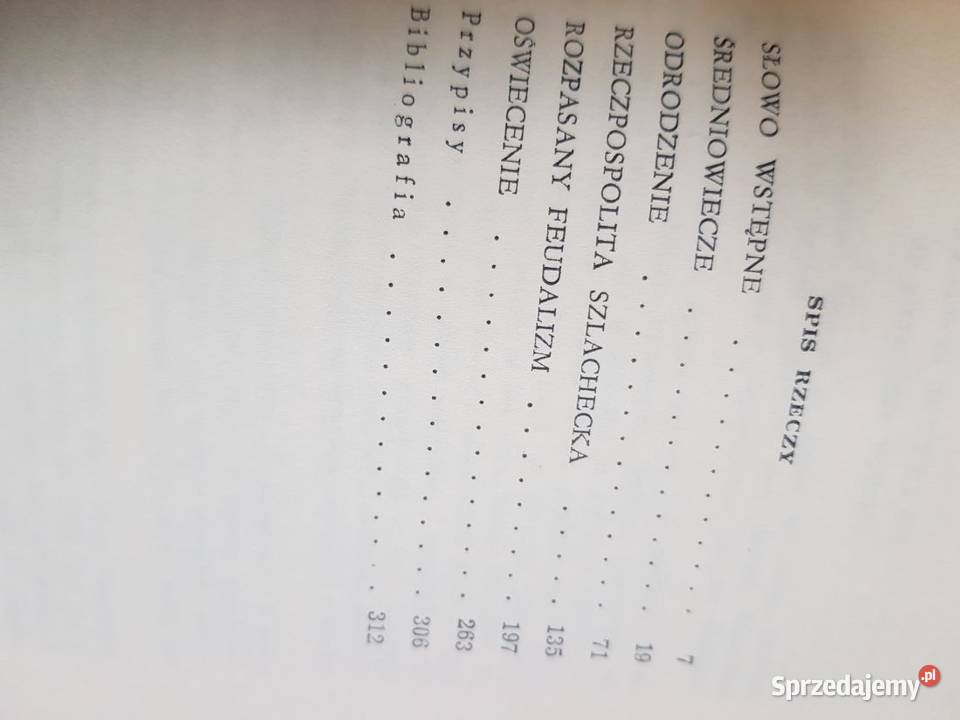 SPIS RZECZY
SŁOWO WSTĘPNE . . . . . . . . . . . 7
ŚREDNIOWIECZE . . . . . . . . . . . . 19
ODRODZENIE . . . . . . . . . . . . . 71
RZECZPOSPOLITA SZLACHECKA . . . . 135
ROZPASANY FEUDALIZM . . . . . . . . 197
OŚWIECENIE . . . . . . . . . . . . . . 263
Przypisy . . . . . . . . . . . . . . . 306
Bibliografia . . . . . . . . . . . . . 312
Sprzedajemy.pl